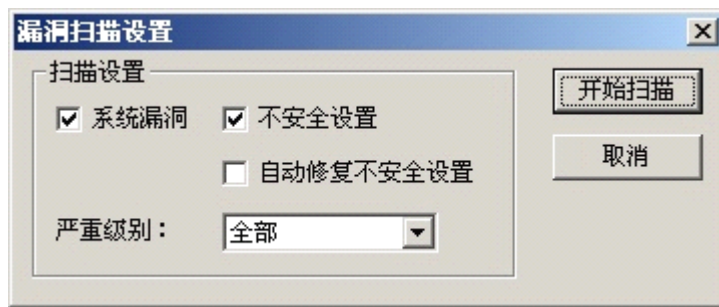 漏洞扫描设置
扫描设置
系统漏洞 不安全设置
自动修复不安全设置
严重级别： 全部
开始扫描
取消